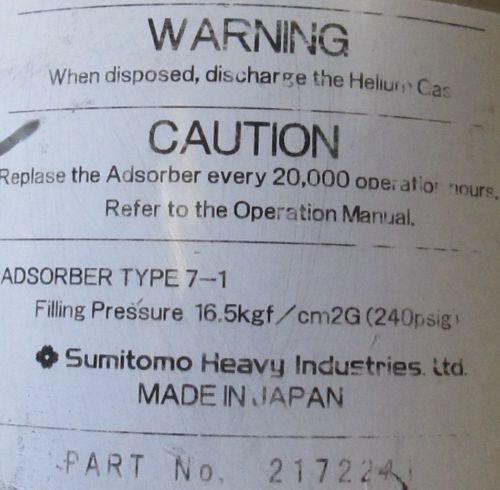 WARNING
When disposed, discharge the Helium Gas
CAUTION
Replase the Adsorber every 20,000 operation hours.
Refer to the Operation Manual.
ADSORBER TYPE 7-1
Filling Pressure 16.5kgf/cm2G (240psig)
Sumitomo Heavy Industries. Ltd.
MADE IN JAPAN
PART No.